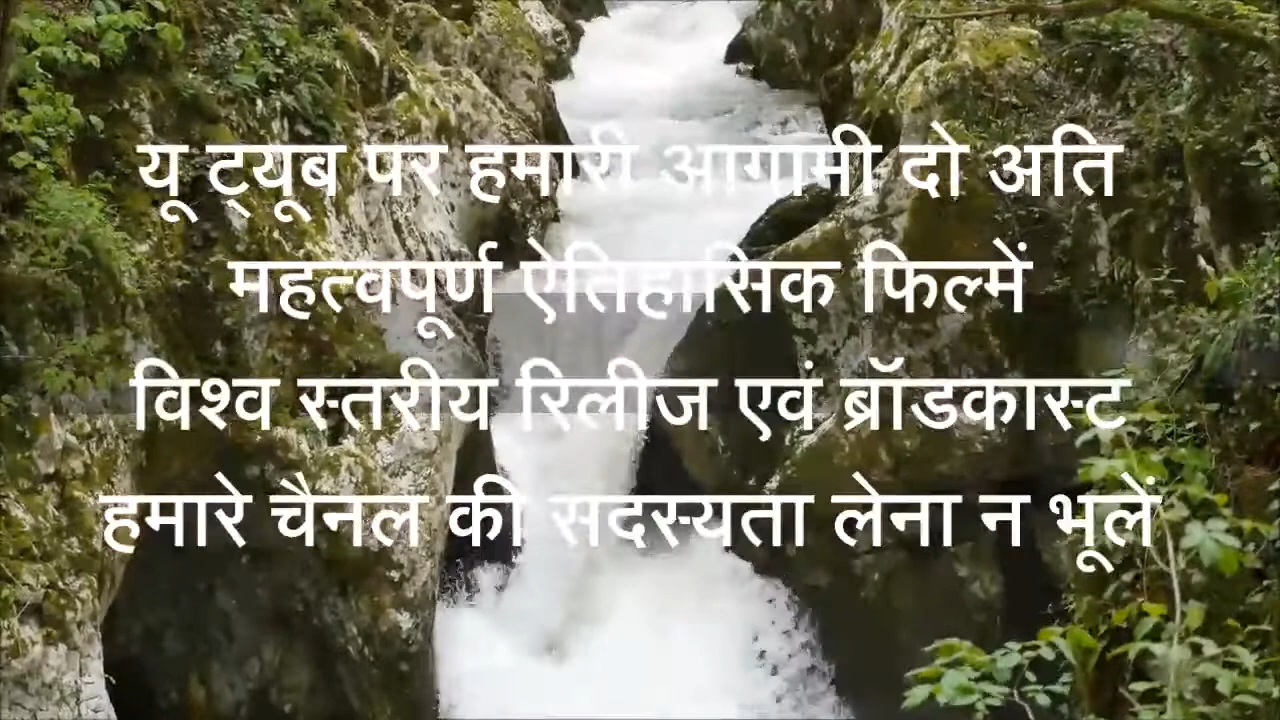 यू ट्यूब पर हमारी आगामी दो अति
महत्वपूर्ण ऐतिहासिक फिल्में
विश्व स्तरीय रिलीज एवं ब्रॉडकास्ट
हमारे चैनल की सदस्यता लेना न भूलें